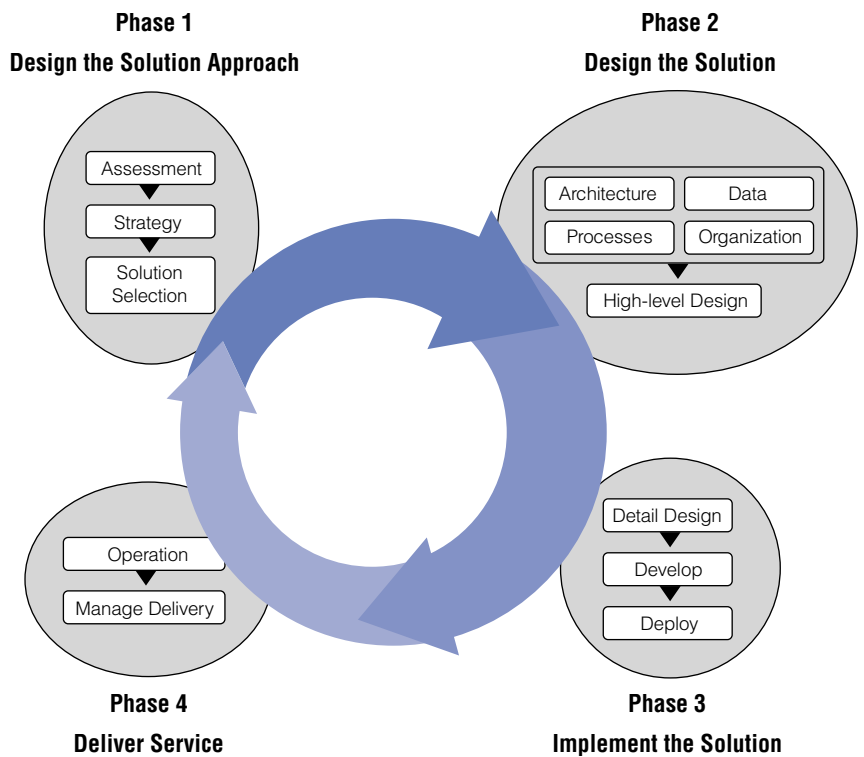 Phase 1
Design the Solution Approach
Assessment
Strategy
Solution
Selection
Phase 2
Design the Solution
Architecture
Data
Processes
Organization
High-level Design
Detail Design
Develop
Deploy
Phase 3
Implement the Solution
Operation
Manage Delivery
Phase 4
Deliver Service